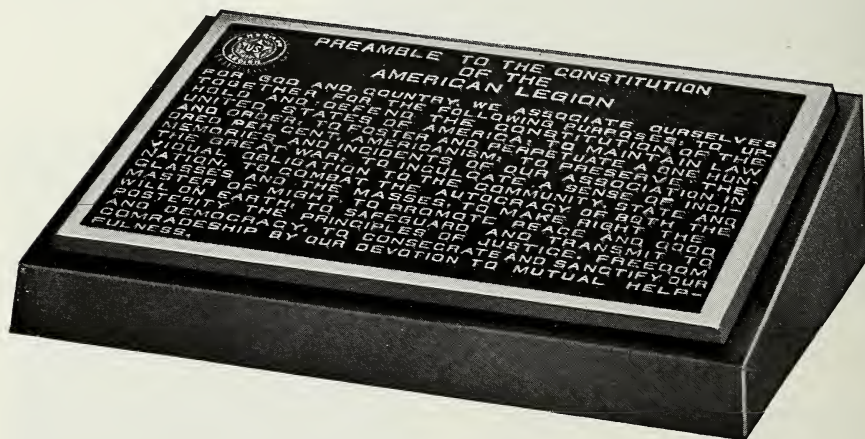 AMERICAN
US
LEGION
PREAMBLE TO THE CONSTITUTION
OF THE
AMERICAN LEGION
FOR GOD AND COUNTRY, WE ASSOCIATE OURSELVES
TOGETHER FOR THE FOLLOWING PURPOSES: TO UP-
HOLD AND DEFEND THE CONSTITUTION OF THE
UNITED STATES OF AMERICA; TO MAINTAIN LAW
AND ORDER; TO FOSTER AND PERPETUATE A ONE HUN-
DRED PER CENT AMERICANISM; TO PRESERVE THE
MEMORIES AND INCIDENTS OF OUR ASSOCIATION IN
THE GREAT WAR; TO INCULCATE A SENSE OF INDI-
VIDUAL OBLIGATION TO THE COMMUNITY, STATE AND
NATION; TO COMBAT THE AUTOCRACY OF BOTH THE
CLASSES AND THE MASSES; TO MAKE RIGHT THE
MASTER OF MIGHT; TO PROMOTE PEACE AND GOOD
WILL ON EARTH; TO SAFEGUARD AND TRANSMIT TO
POSTERITY THE PRINCIPLES OF JUSTICE, FREEDOM
AND DEMOCRACY; TO CONSECRATE AND SANCTIFY OUR
COMRADESHIP BY OUR DEVOTION TO MUTUAL HELP-
FULNESS.